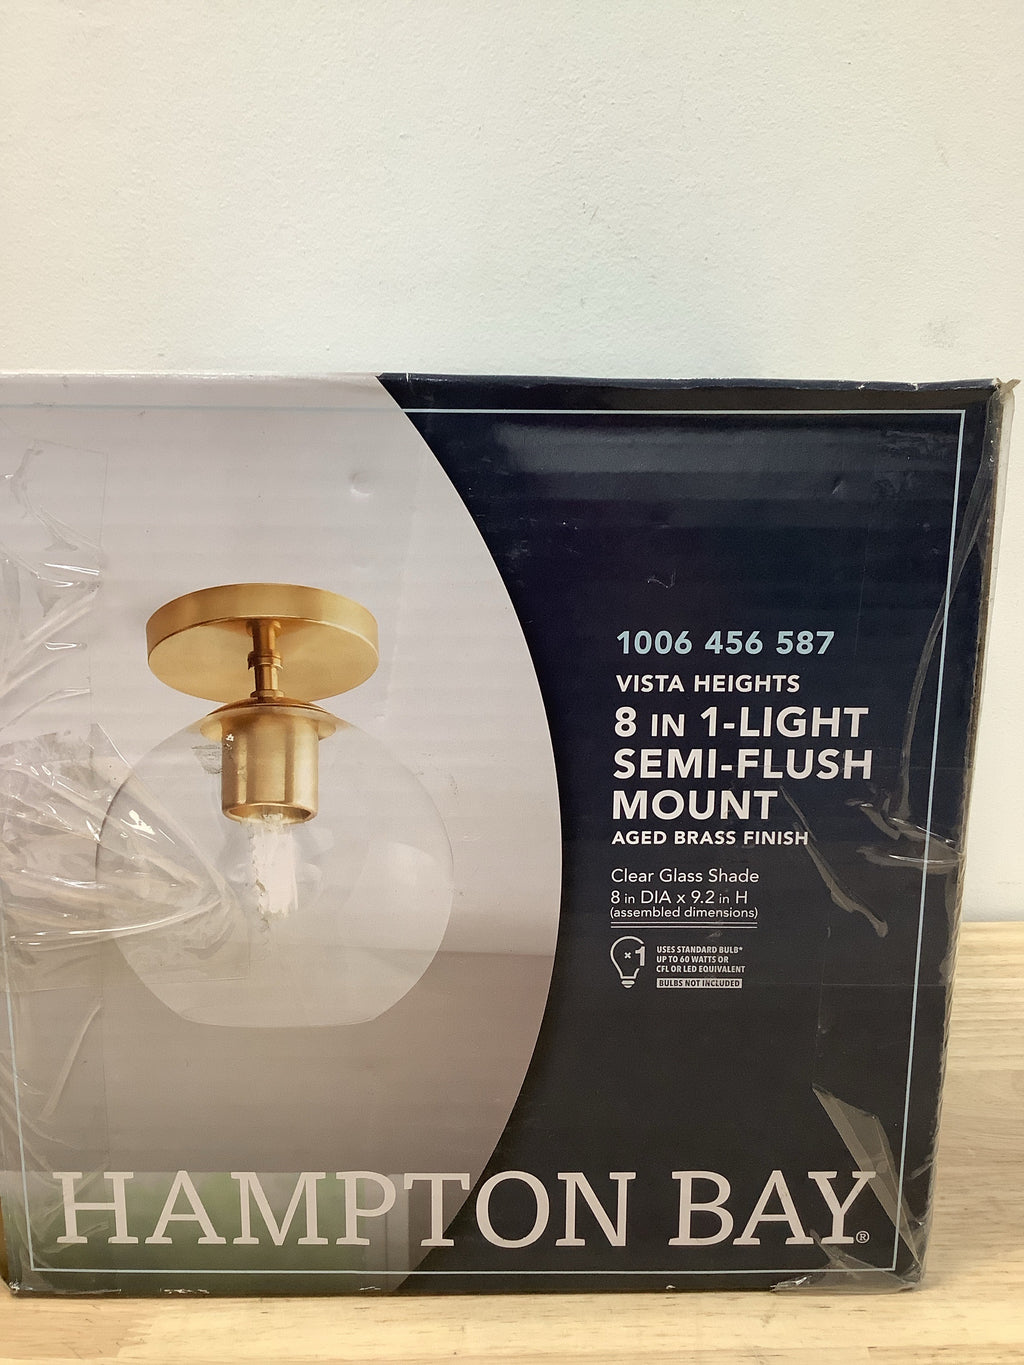 1006 456 587
VISTA HEIGHTS
8 IN 1-LIGHT
SEMI-FLUSH
MOUNT
AGED BRASS FINISH
Clear Glass Shade
8 in DIA x 9.2 in H
(assembled dimensions)
×1
USES STANDARD BULB*
UP TO 60 WATTS OR
CFL OR LED EQUIVALENT
BULBS NOT INCLUDED
HAMPTON BAY®